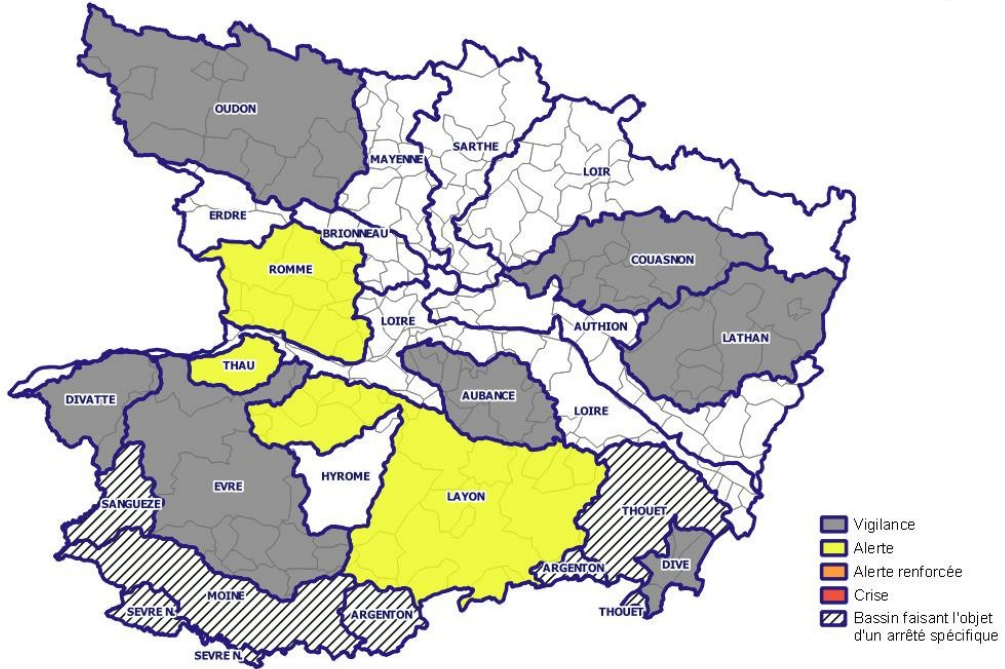 OUDON
MAYENNE
SARTHE
LOIR
ERDRE
BRIONNEAU
ROMME
COUASNON
LOIRE
AUTHION
LATHAN
THAU
DIVATTE
AUBANCE
LOIRE
HYROME
EVRE
LAYON
SANGUEZE
THOUET
ARGENTON
DIVE
MOINE
SEVRE N.
ARGENTON
THOUET
SEVRE N.
Vigilance
Alerte
Alerte renforcée
Crise
Bassin faisant l'objet
d'un arrêté spécifique